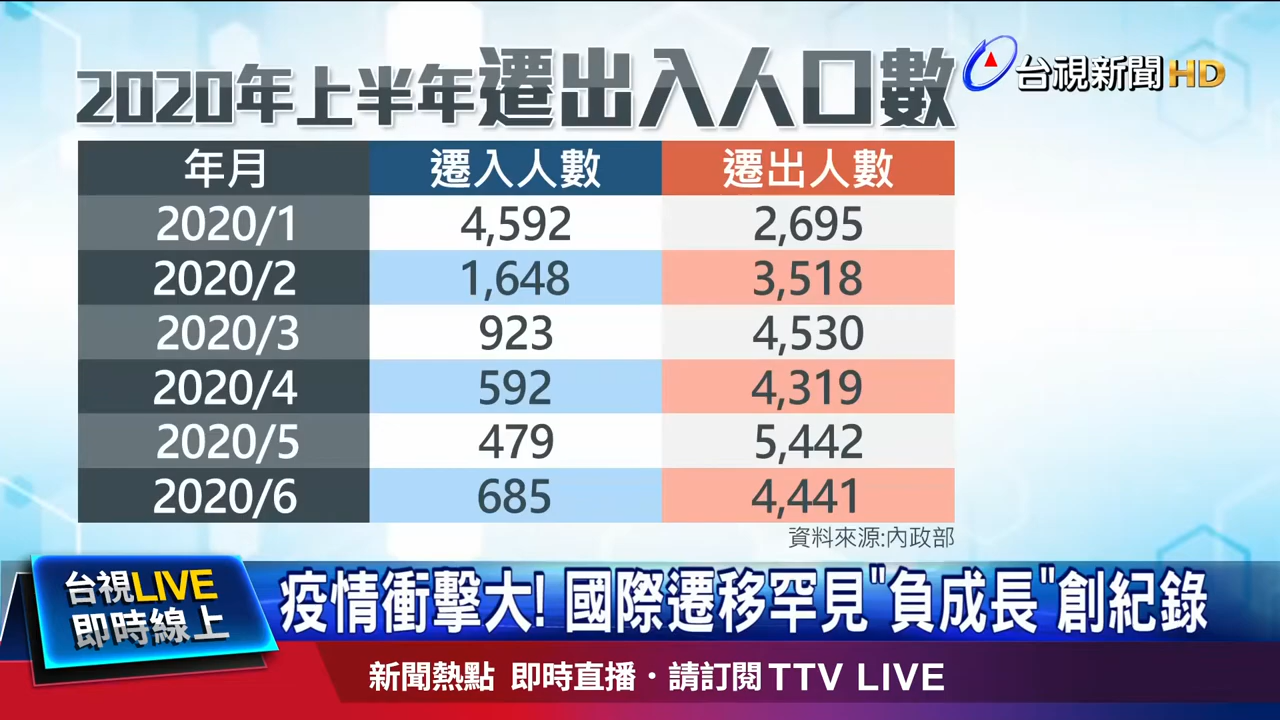 2020年上半年遷出入人口數
台視新聞HD
年月 遷入人數 遷出人數
2020/1 4,592 2,695
2020/2 1,648 3,518
2020/3 923 4,530
2020/4 592 4,319
2020/5 479 5,442
2020/6 685 4,441
資料來源:內政部
台視LIVE
即時線上
疫情衝擊大! 國際遷移罕見"負成長"創紀錄
新聞熱點 即時直播・請訂閱TTV LIVE